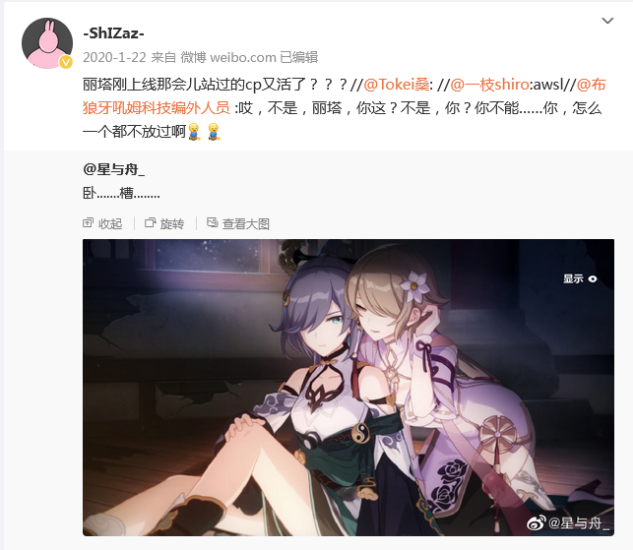 -ShIZaz-
2020-1-22 来自 微博 weibo.com 已编辑
丽塔刚上线那会儿站过的cp又活了？？？//@Tokei桑: //@一枝shiro:awsl//@布
狼牙吼姆科技编外人员 :哎，不是，丽塔，你这？不是，你？你不能......你，怎么
一个都不放过啊
@星与舟_
卧.......槽........
收起 旋转 查看大图
显示
@星与舟_